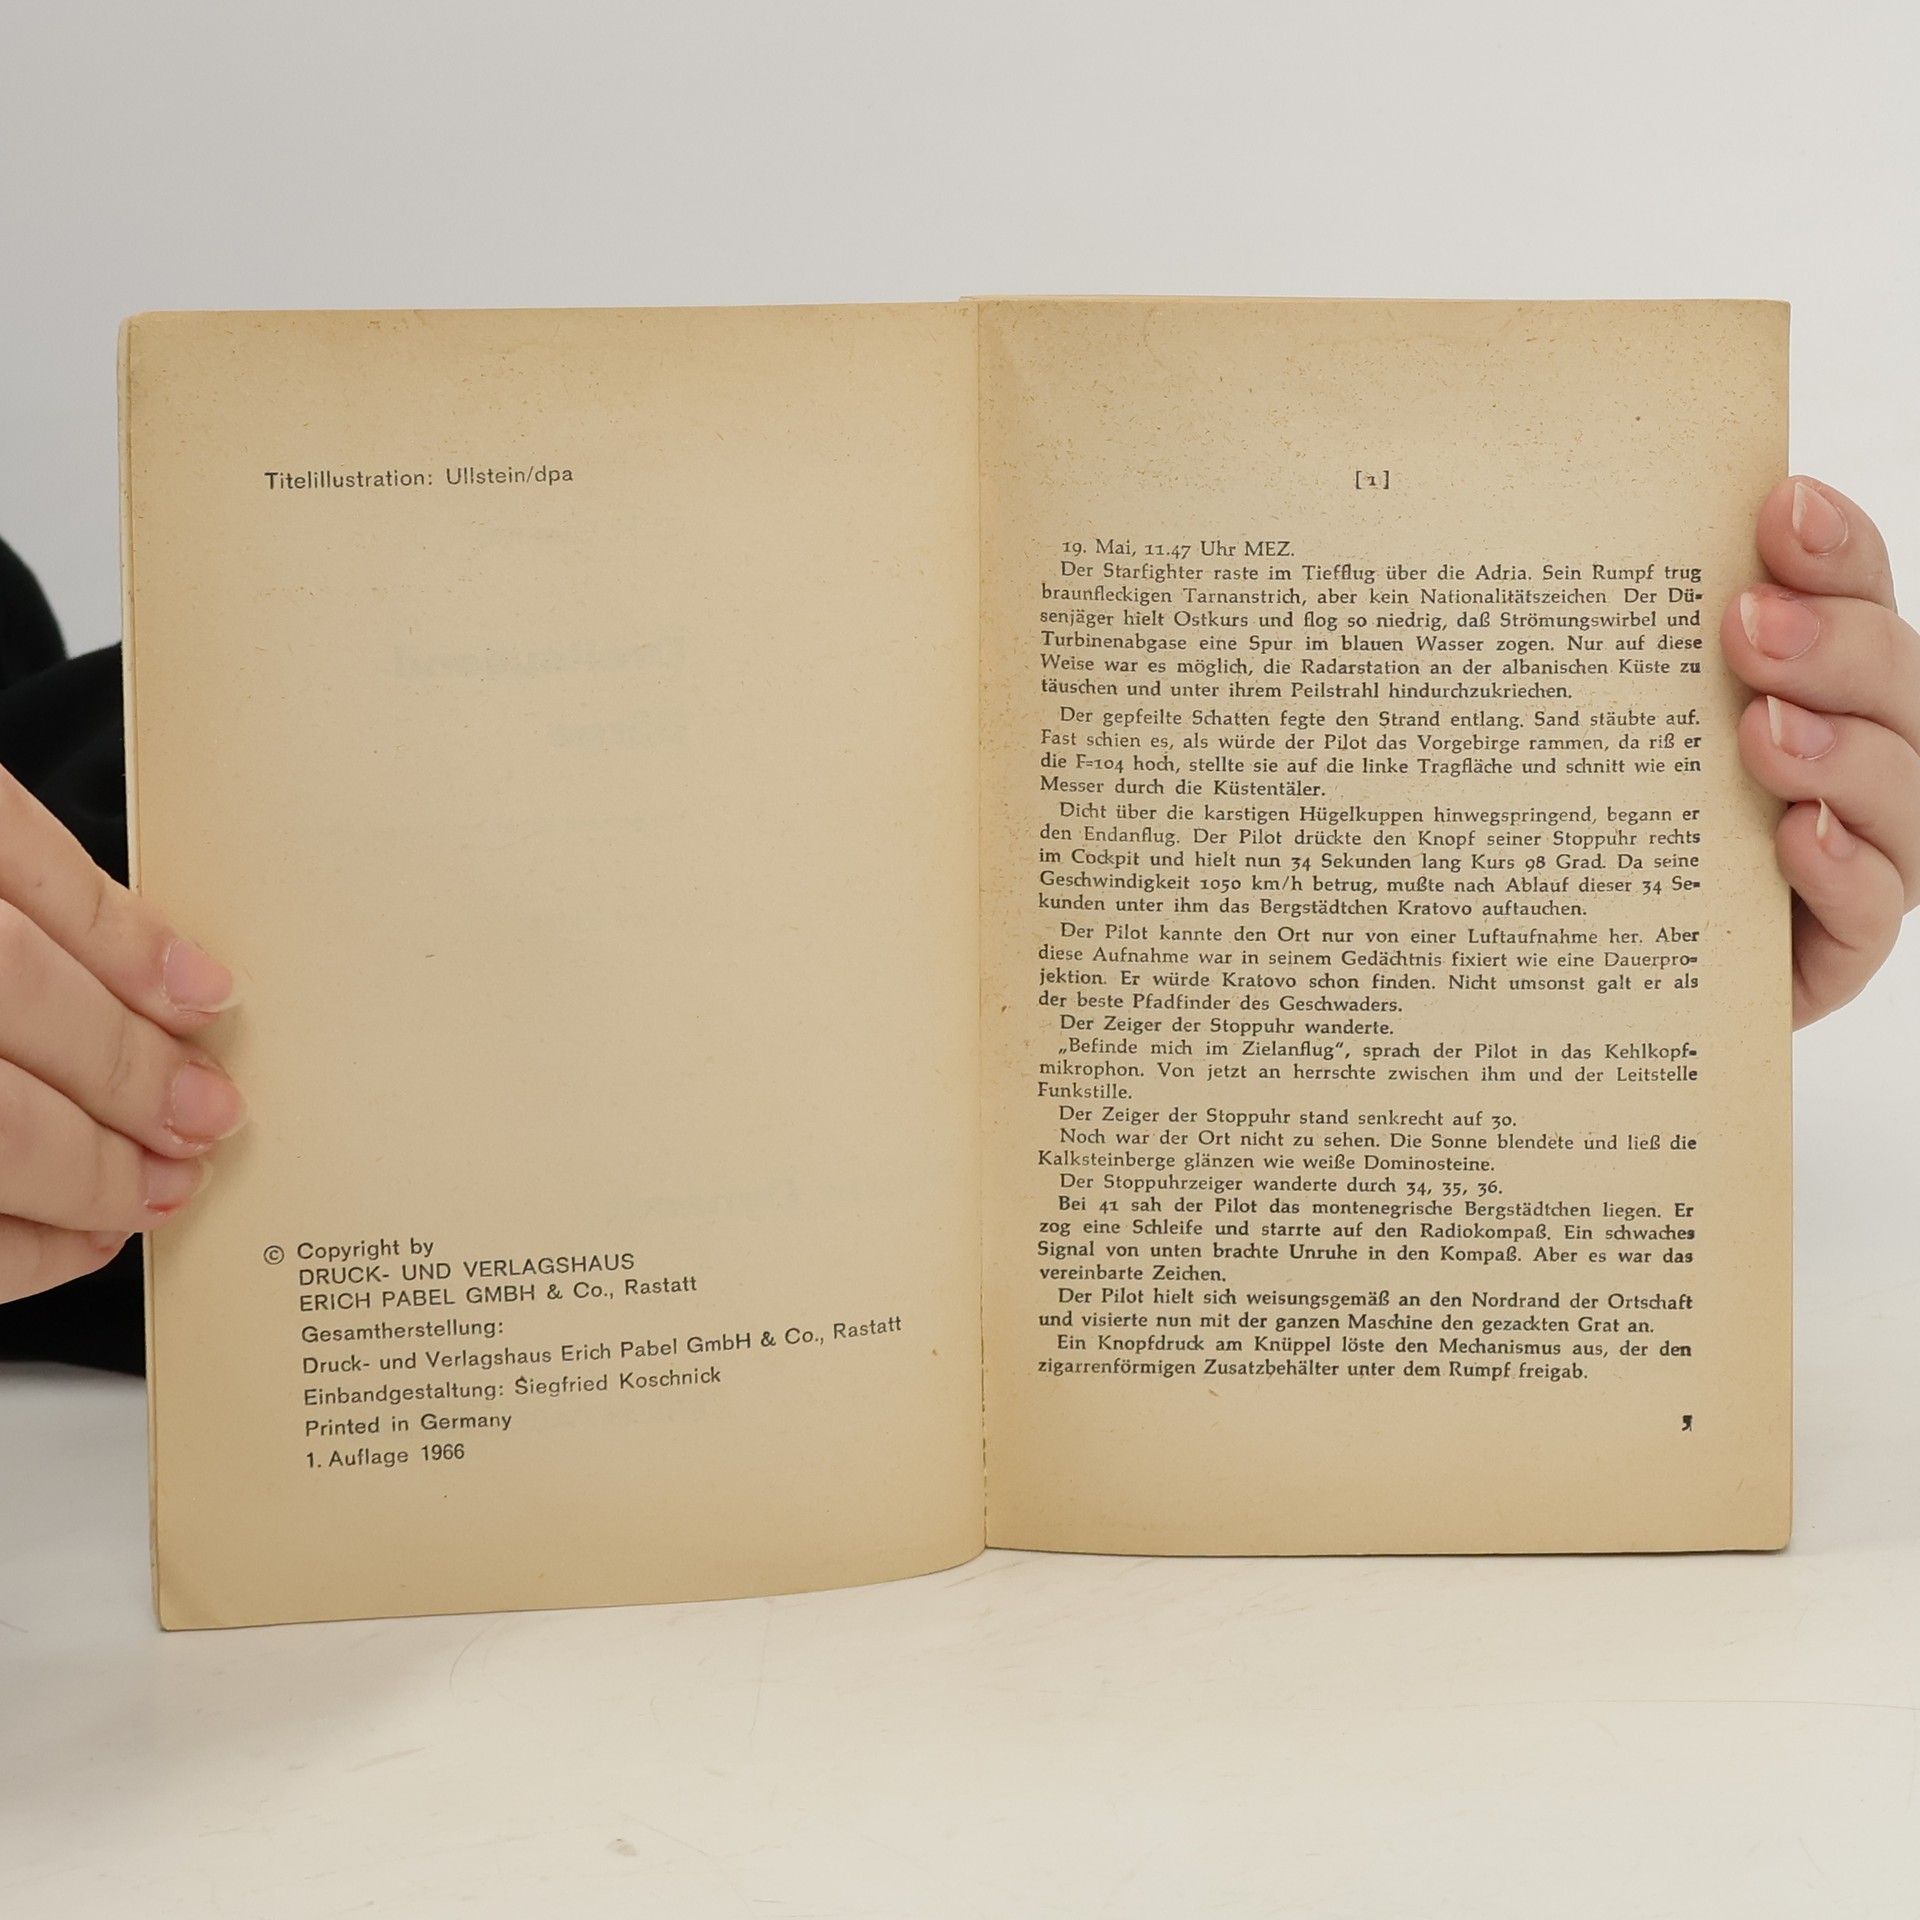 Titelillustration: Ullstein/dpa
© Copyright by
DRUCK- UND VERLAGSHAUS
ERICH PABEL GMBH & Co., Rastatt
Gesamtherstellung:
Druck- und Verlagshaus Erich Pabel GmbH & Co., Rastatt
Einbandgestaltung: Siegfried Koschnick
Printed in Germany
1. Auflage 1966
[1]
19. Mai, 11.47 Uhr MEZ.
Der Starfighter raste im Tiefflug über die Adria. Sein Rumpf trug
braunfleckigen Tarnanstrich, aber kein Nationalitätszeichen. Der Dü-
senjäger hielt Ostkurs und flog so niedrig, daß Strömungswirbel und
Turbinenabgase eine Spur im blauen Wasser zogen. Nur auf diese
Weise war es möglich, die Radarstation an der albanischen Küste zu
täuschen und unter ihrem Peilstrahl hindurchzukriechen.
Der gepfeilte Schatten fegte den Strand entlang. Sand stäubte auf.
Fast schien es, als würde der Pilot das Vorgebirge rammen, da riß er
die F-104 hoch, stellte sie auf die linke Tragfläche und schnitt wie ein
Messer durch die Küstentäler.
Dicht über die karstigen Hügelkuppen hinwegspringend, begann er
den Endanflug. Der Pilot drückte den Knopf seiner Stoppuhr rechts
im Cockpit und hielt nun 34 Sekunden lang Kurs 98 Grad. Da seine
Geschwindigkeit 1050 km/h betrug, mußte nach Ablauf dieser 34 Se-
kunden unter ihm das Bergstädtchen Kratovo auftauchen.
Der Pilot kannte den Ort nur von einer Luftaufnahme her. Aber
diese Aufnahme war in seinem Gedächtnis fixiert wie eine Dauerpro-
jektion. Er würde Kratovo schon finden. Nicht umsonst galt er als
der beste Pfadfinder des Geschwaders.
Der Zeiger der Stoppuhr wanderte.
„Befinde mich im Zielanflug“, sprach der Pilot in das Kehlkopf-
mikrophon. Von jetzt an herrschte zwischen ihm und der Leitstelle
Funkstille.
Der Zeiger der Stoppuhr stand senkrecht auf 30.
Noch war der Ort nicht zu sehen. Die Sonne blendete und ließ die
Kalksteinberge glänzen wie weiße Dominosteine.
Der Stoppuhrzeiger wanderte durch 34, 35, 36.
Bei 41 sah der Pilot das montenegrische Bergstädtchen liegen. Er
zog eine Schleife und starrte auf den Radiokompaß. Ein schwaches
Signal von unten brachte Unruhe in den Kompaß. Aber es war das
vereinbarte Zeichen.
Der Pilot hielt sich weisungsgemäß an den Nordrand der Ortschaft
und visierte nun mit der ganzen Maschine den gezackten Grat an.
Ein Knopfdruck am Knüppel löste den Mechanismus aus, der den
zigarrenförmigen Zusatzbehälter unter dem Rumpf freigab.
5